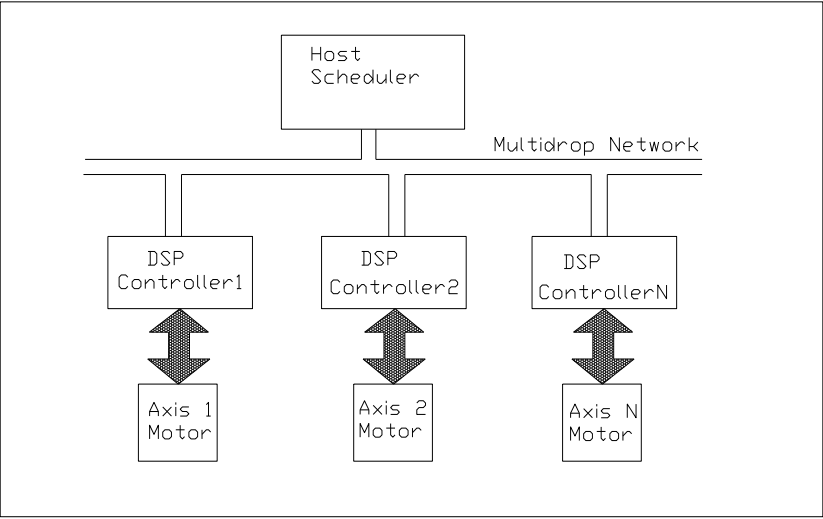 Host
Scheduler
Multidrop Network
DSP
Controller1
DSP
Controller2
DSP
ControllerN
Axis 1
Motor
Axis 2
Motor
Axis N
Motor